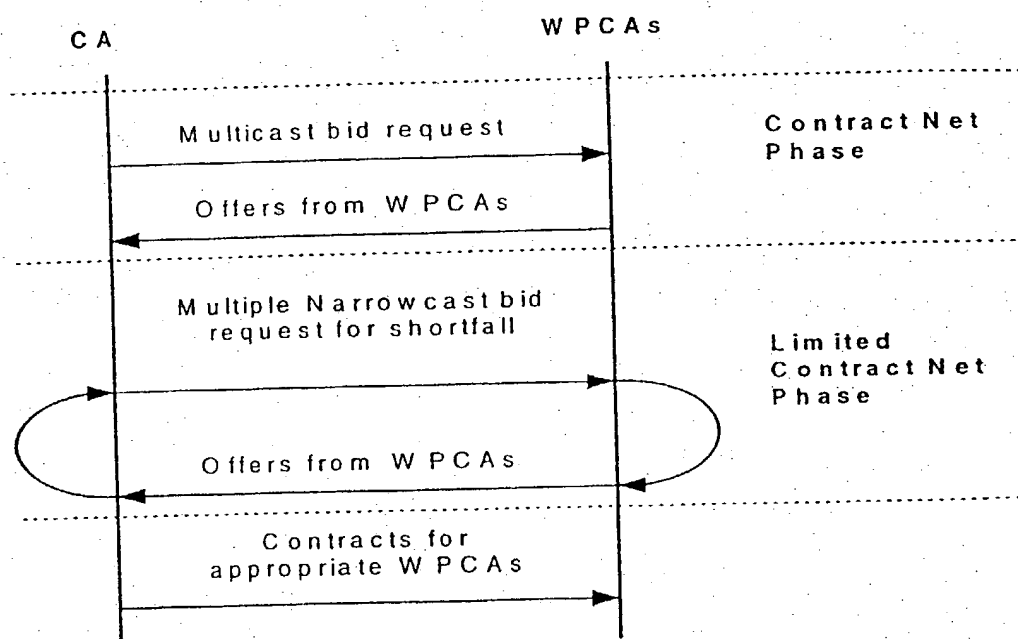 CA
WPCAs
Multicast bid request
Contract Net
Phase
Offers from WPCAs
Multiple Narrowcast bid
request for shortfall
Limited
Contract Net
Phase
Offers from WPCAs
Contracts for
appropriate WPCAs